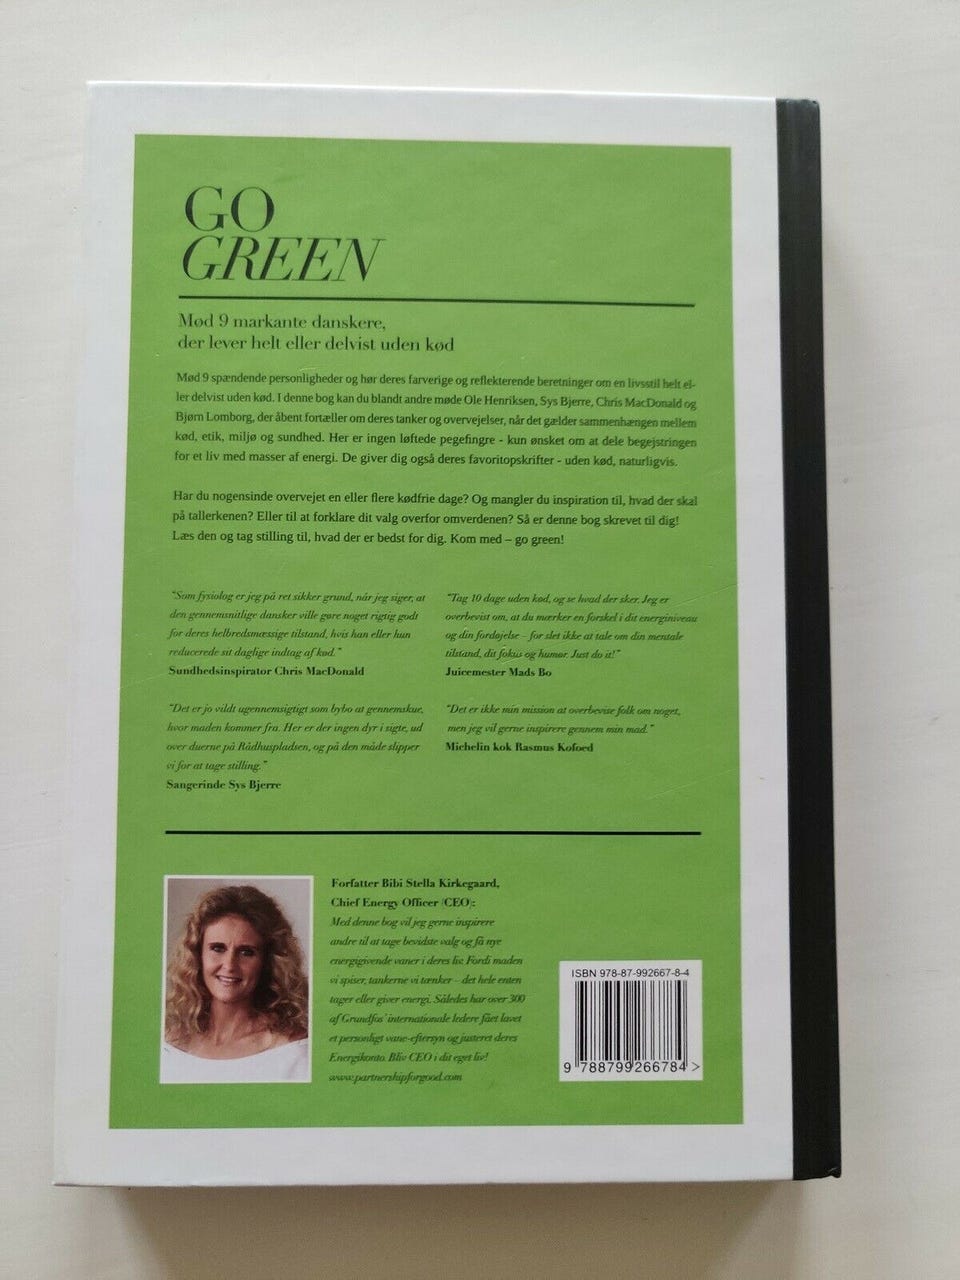 GO
GREEN
Mød 9 markante danskere,
der lever helt eller delvist uden kød
Mød 9 spændende personligheder og hør deres farverige og reflekterende beretninger om en livsstil helt el-
ler delvist uden kød. I denne bog kan du blandt andre møde Ole Henriksen, Sys Bjerre, Chris MacDonald og
Bjørn Lomborg, der åbent fortæller om deres tanker og overvejelser, når det gælder sammenhængen mellem
kød, etik, miljø og sundhed. Her er ingen løftede pegefingre - kun ønsket om at dele begejstringen
for et liv med masser af energi. De giver dig også deres favoritopskrifter - uden kød, naturligvis.
Har du nogensinde overvejet en eller flere kødfrie dage? Og mangler du inspiration til, hvad der skal
på tallerkenen? Eller til at forklare dit valg overfor omverdenen? Så er denne bog skrevet til dig!
Læs den og tag stilling til, hvad der er bedst for dig. Kom med – go green!
"Som fysiolog er jeg på ret sikker grund, når jeg siger, at
den gennemsnitlige dansker ville gøre noget rigtig godt
for deres helbredsmæssige tilstand, hvis han eller hun
reducerede sit daglige indtag af kød."
Sundhedsinspirator Chris MacDonald
"Tag 10 dage uden kød, og se hvad der sker. Jeg er
overbevist om, at du mærker en forskel i dit energiniveau
og din fordøjelse – for slet ikke at tale om din mentale
tilstand, dit fokus og humør. Just do it!"
Juicemester Mads Bo
"Det er jo vildt ugennemsigtigt som bybo at gennemskue,
hvor maden kommer fra. Her er der ingen dyr i sigte, ud
over duerne på Rådhuspladsen, og på den måde slipper
vi for at tage stilling."
Sangerinde Sys Bjerre
"Det er ikke min mission at overbevise folk om noget,
men jeg vil gerne inspirere gennem min mad."
Michelin kok Rasmus Kofoed
Forfatter Bibi Stella Kirkegaard,
Chief Energy Officer (CEO):
Med denne bog vil jeg gerne inspirere
andre til at tage bevidste valg og få nye
energigivende vaner i deres liv. Fordi maden
vi spiser, tankerne vi tænker – det hele enten
tager eller giver energi. Således har over 300
af Grundfos' internationale ledere fået lavet
et personligt vane-eftersyn og justeret deres
Energikonto. Bliv CEO i dit eget liv!
www.partnershipforgood.com
ISBN 978-87-992667-8-4
9 788799 266784 >